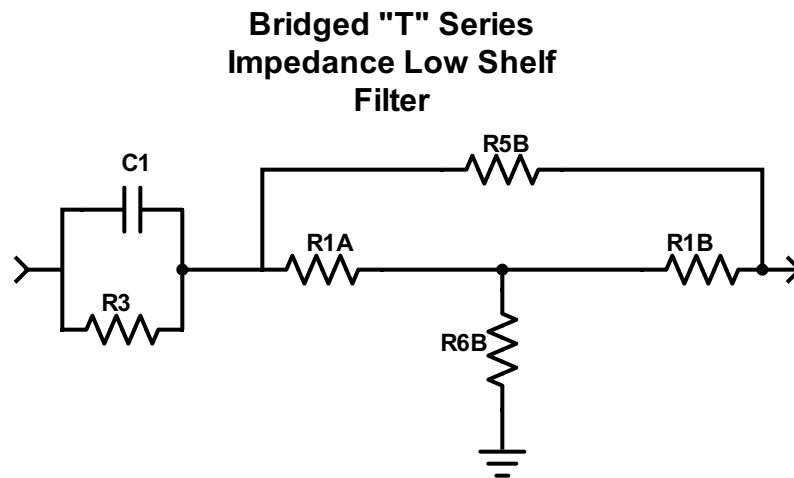 Bridged "T" Series
Impedance Low Shelf
Filter
R5B
C1
R1A
R1B
R3
R6B